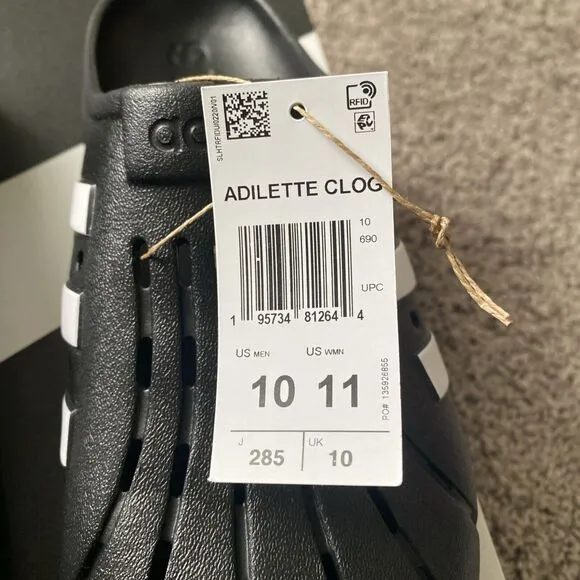 SLHTRFIDUI0220IV01
RFID
ADILETTE CLOG
10
690
UPC
1 95734 81264 4
US MEN US WMN
10 11
PO# 135926855
J UK
285 10